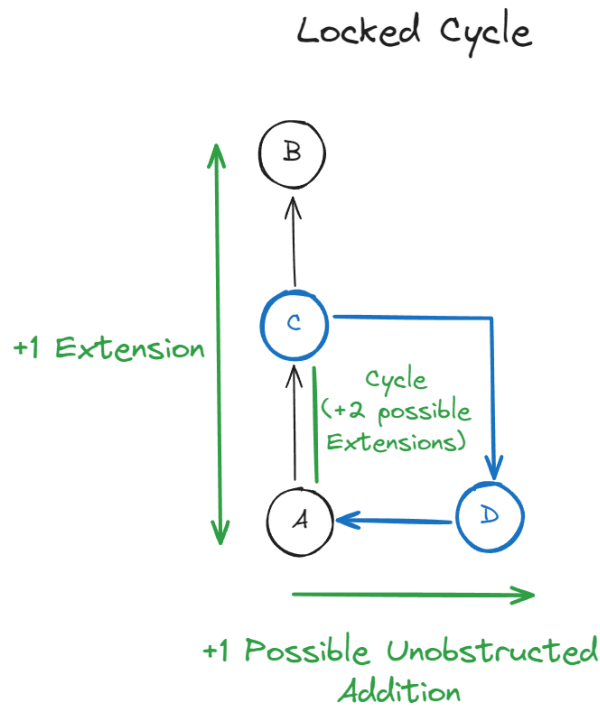 Locked Cycle
B
C
+1 Extension
Cycle
(+2 possible
Extensions)
A
D
+1 Possible Unobstructed
Addition